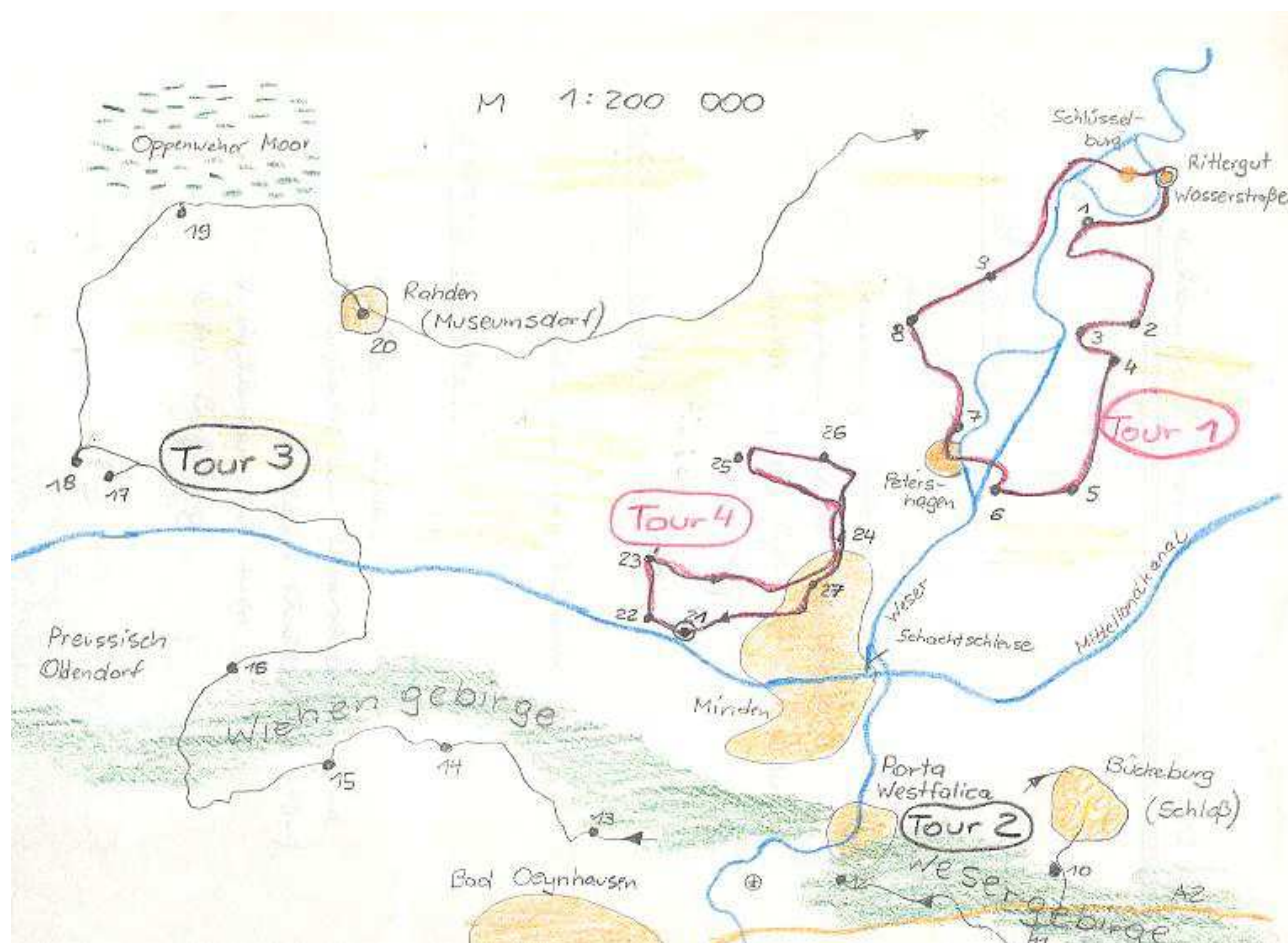 M 1:200 000
Oppenweher Moor
Schlüssel-
burg
Rittergut
Wasserstraße
1
19
9
Rahden
(Museumsdorf)
20
8
3
2
4
7
Tour 1
26
25
Tour 3
18
17
Peters-
hagen
6
5
Tour 4
24
23
27
22
21
Weser
Schachtschleuse
Mittellandkanal
Preussisch
Oldendorf
16
Wiehengebirge
Minden
15
14
Porta
Westfalica
Bückeburg
(Schloß)
13
Tour 2
Bad Oeynhausen
12
10
Wesergebirge
A2
11